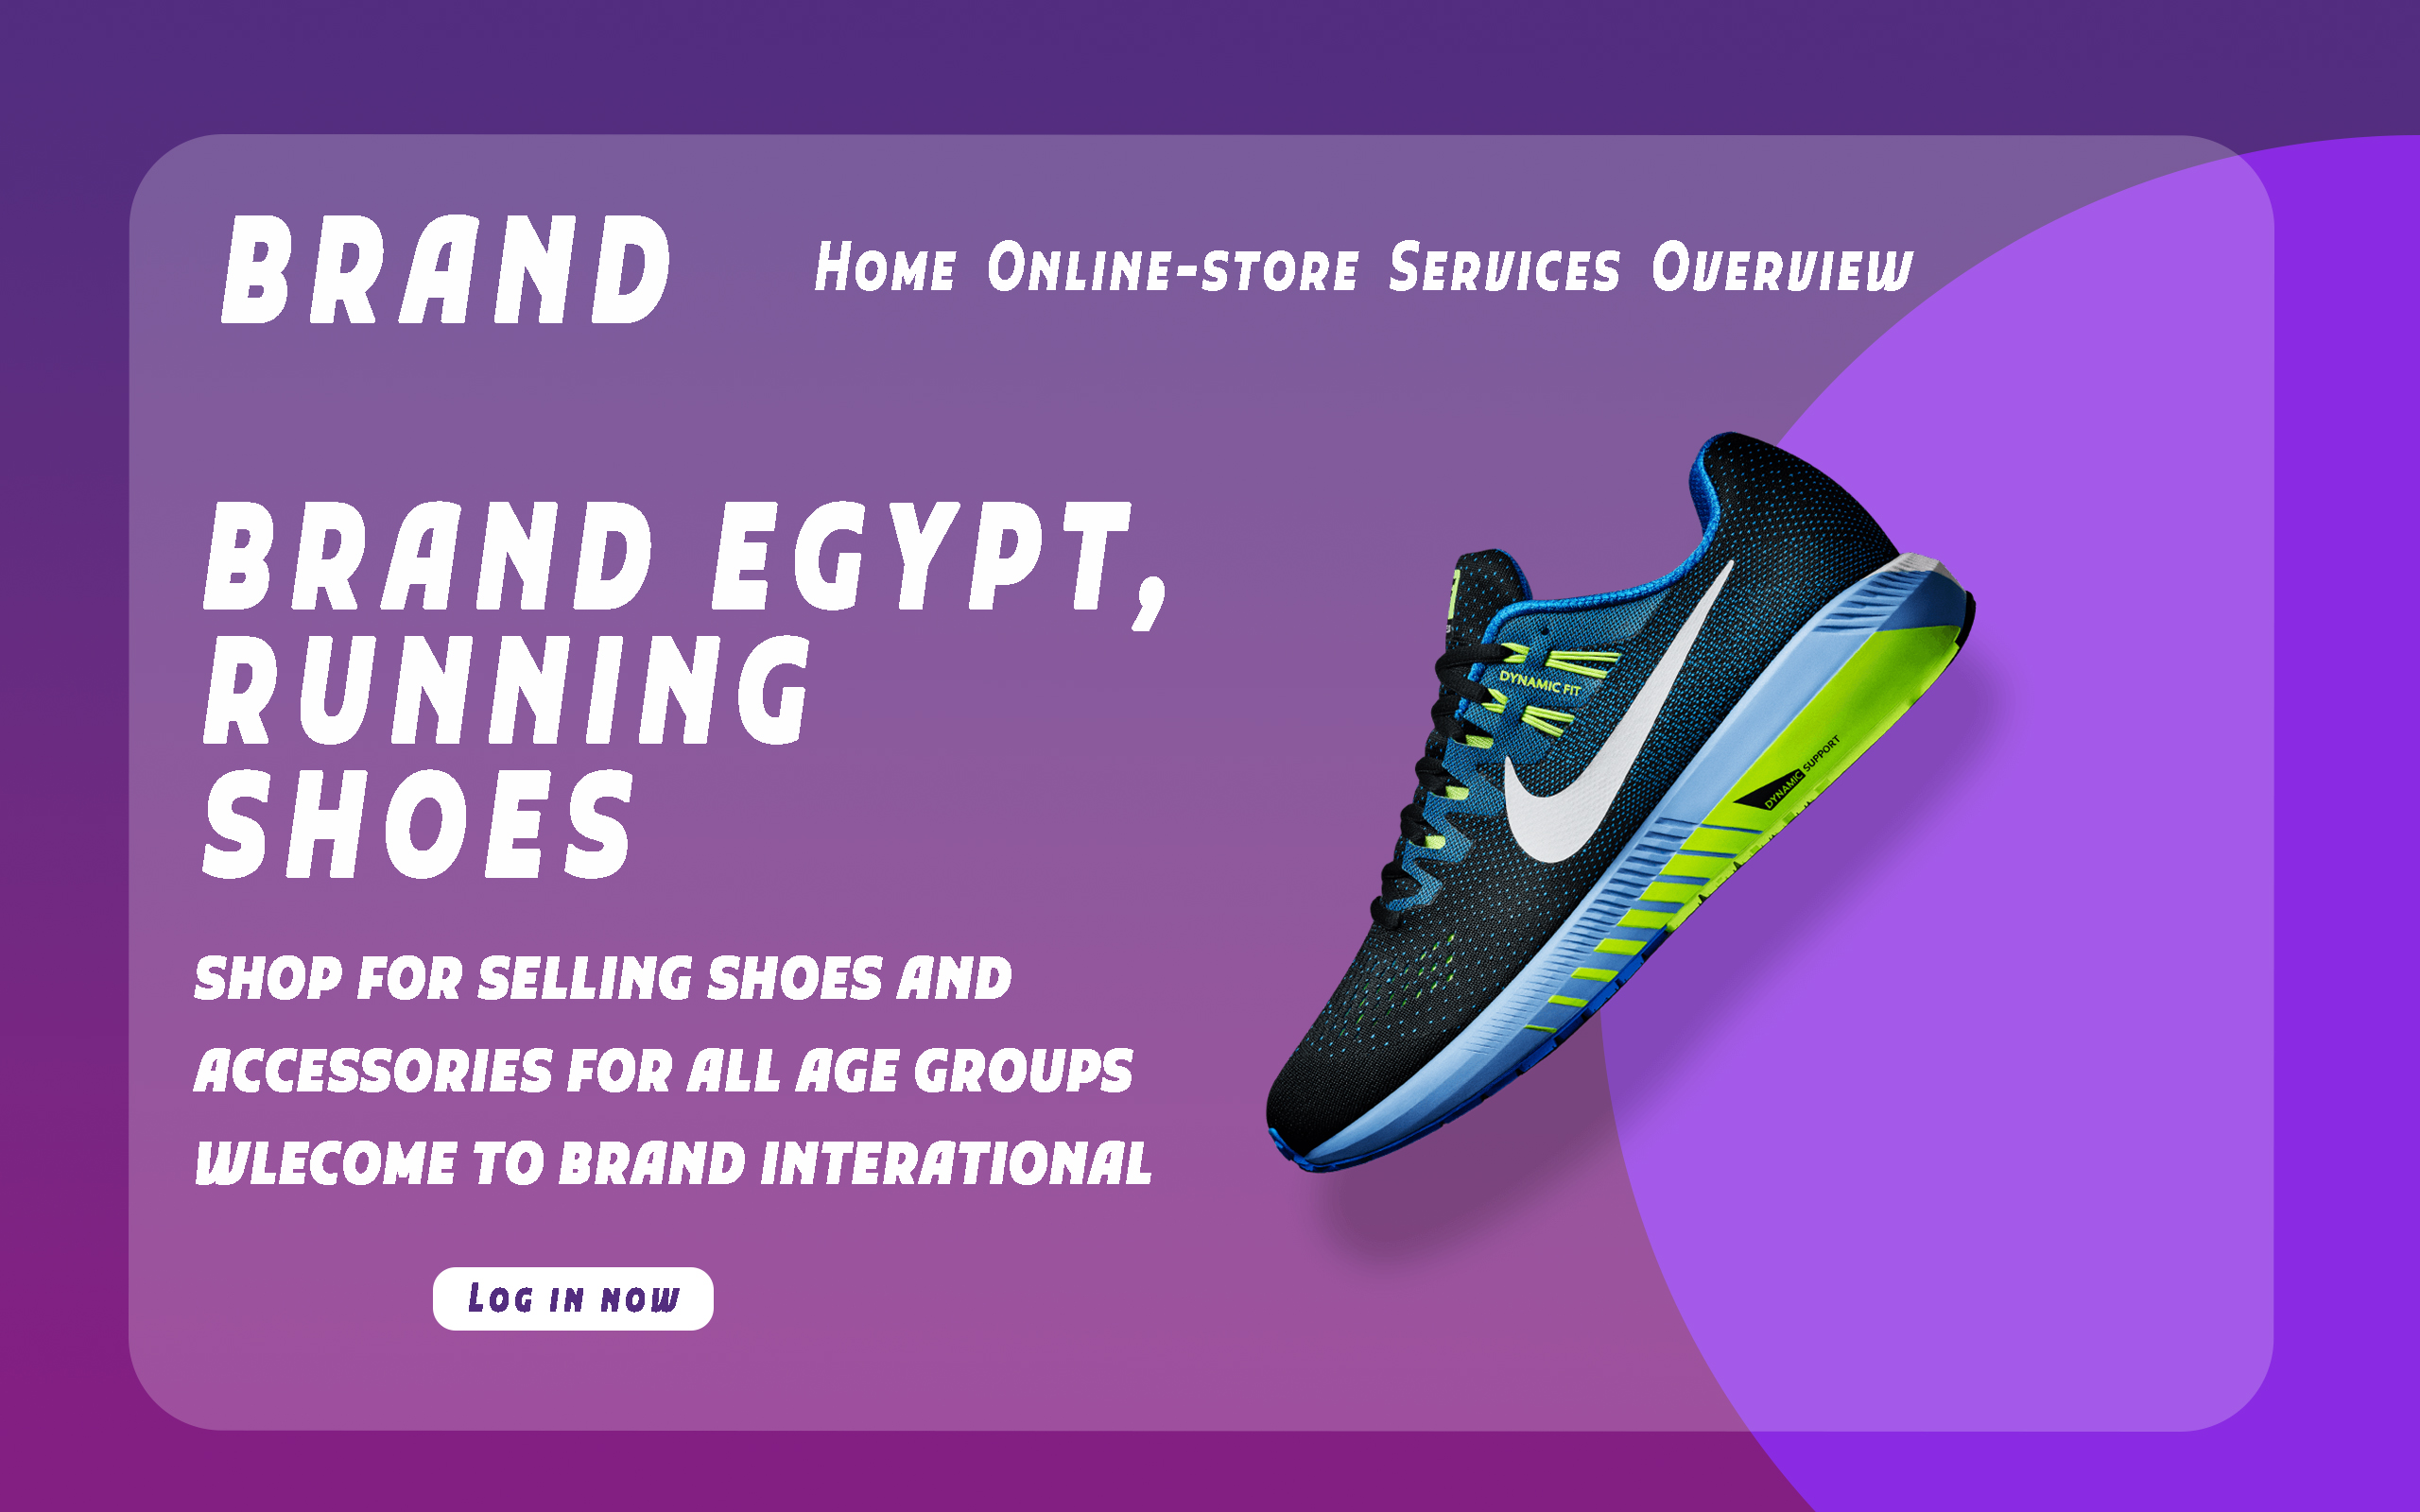 BRAND
Home Online-store Services Overview
BRAND EGYPT,
RUNNING
SHOES
SHOP FOR SELLING SHOES AND
ACCESSORIES FOR ALL AGE GROUPS
WLECOME TO BRAND INTERATIONAL
Log in now
DYNAMIC FIT
DYNAMIC SUPPORT